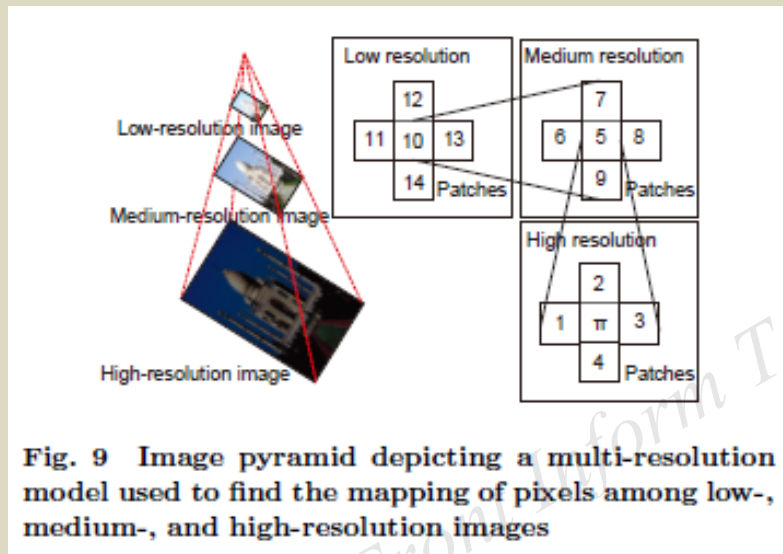 Low resolution
12
11 10 13
14
Patches
Medium resolution
7
6 5 8
9
Patches
Low-resolution image
Medium-resolution image
High-resolution image
High resolution
2
1 π 3
4
Patches
Fig. 9 Image pyramid depicting a multi-resolution
model used to find the mapping of pixels among low-,
medium-, and high-resolution images
Front Inform T